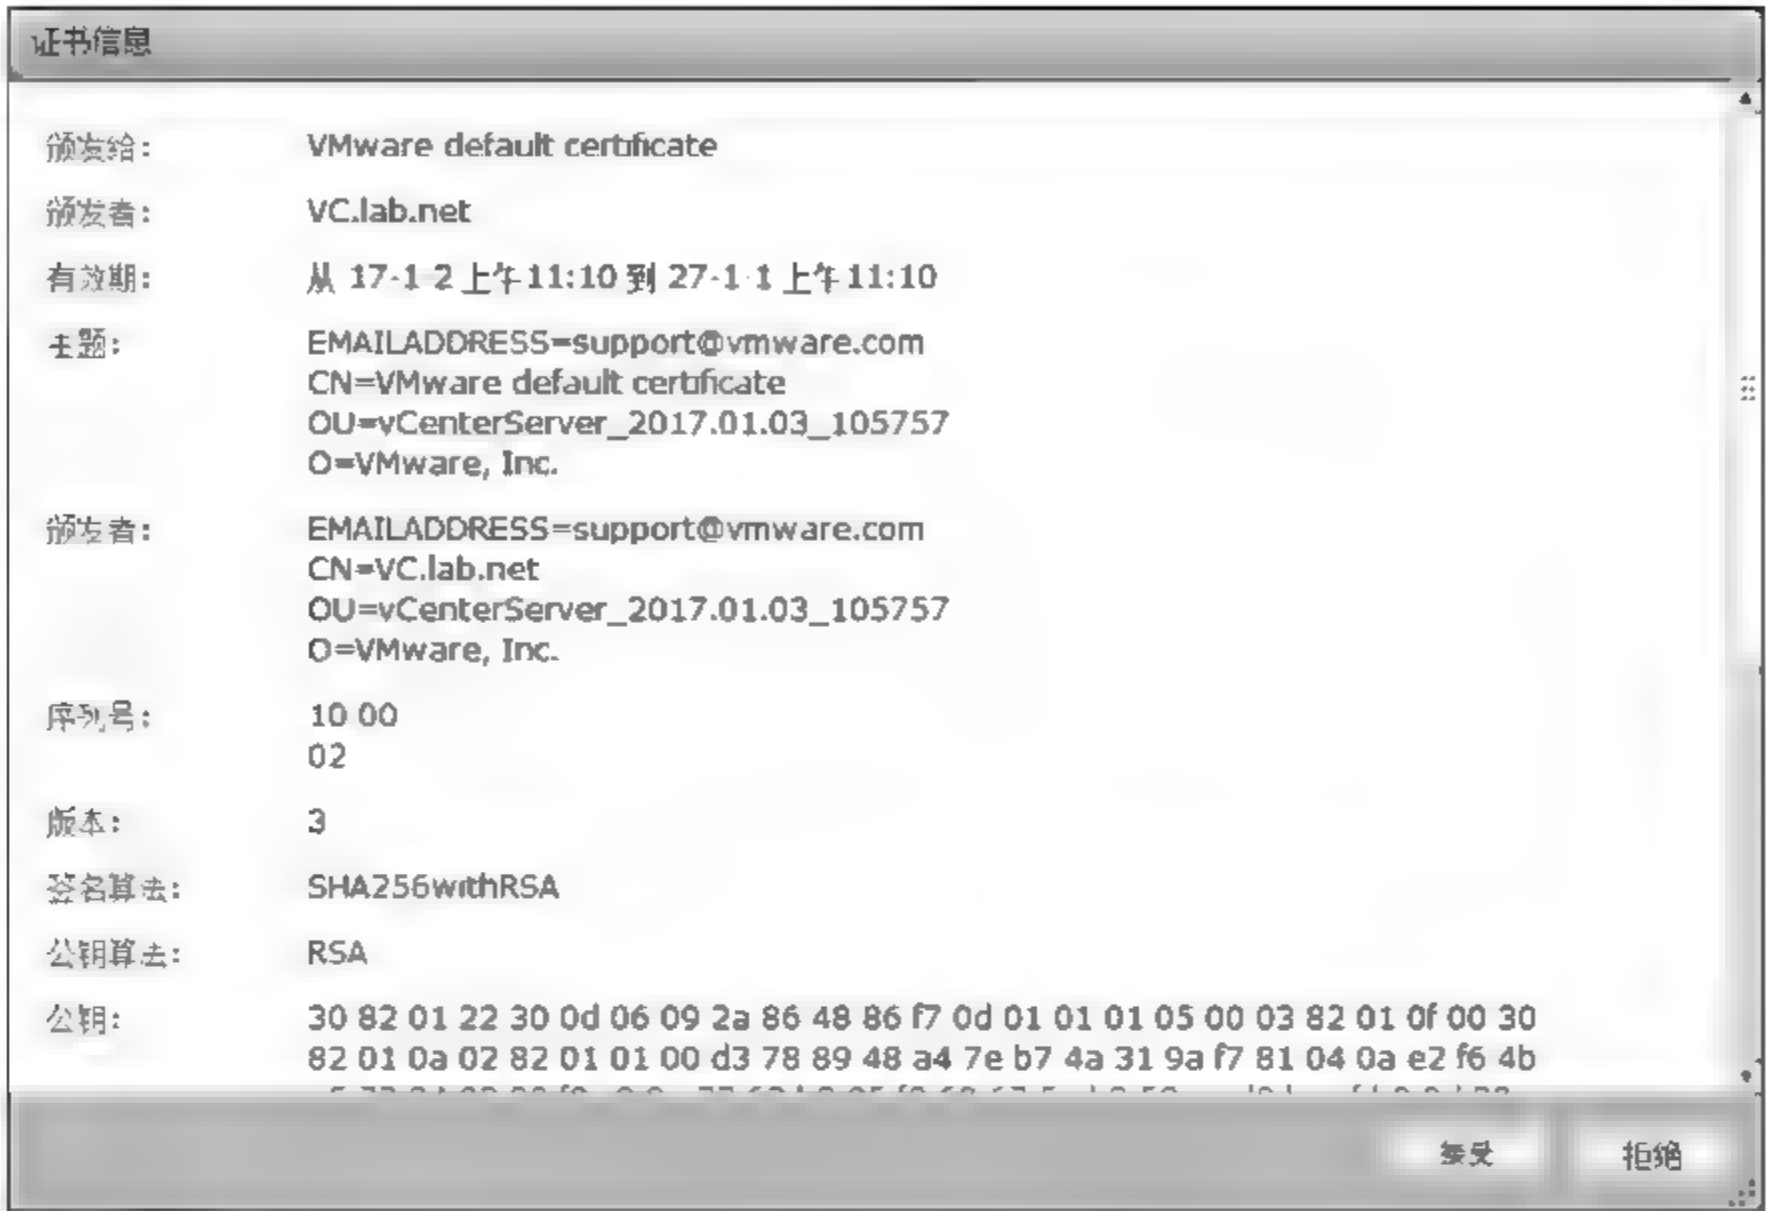 证书信息
颁发给: VMware default certificate
颁发者: VC.lab.net
有效期: 从 17-1-2 上午11:10 到 27-1-1 上午11:10
主题: EMAILADDRESS=support@vmware.com
CN=VMware default certificate
OU=vCenterServer_2017.01.03_105757
O=VMware, Inc.
颁发者: EMAILADDRESS=support@vmware.com
CN=VC.lab.net
OU=vCenterServer_2017.01.03_105757
O=VMware, Inc.
序列号: 10 00
02
版本: 3
签名算法: SHA256withRSA
公钥算法: RSA
公钥: 30 82 01 22 30 0d 06 09 2a 86 48 86 f7 0d 01 01 01 05 00 03 82 01 0f 00 30
82 01 0a 02 82 01 01 00 d3 78 89 48 a4 7e b7 4a 31 9a f7 81 04 0a e2 f6 4b
接受 拒绝